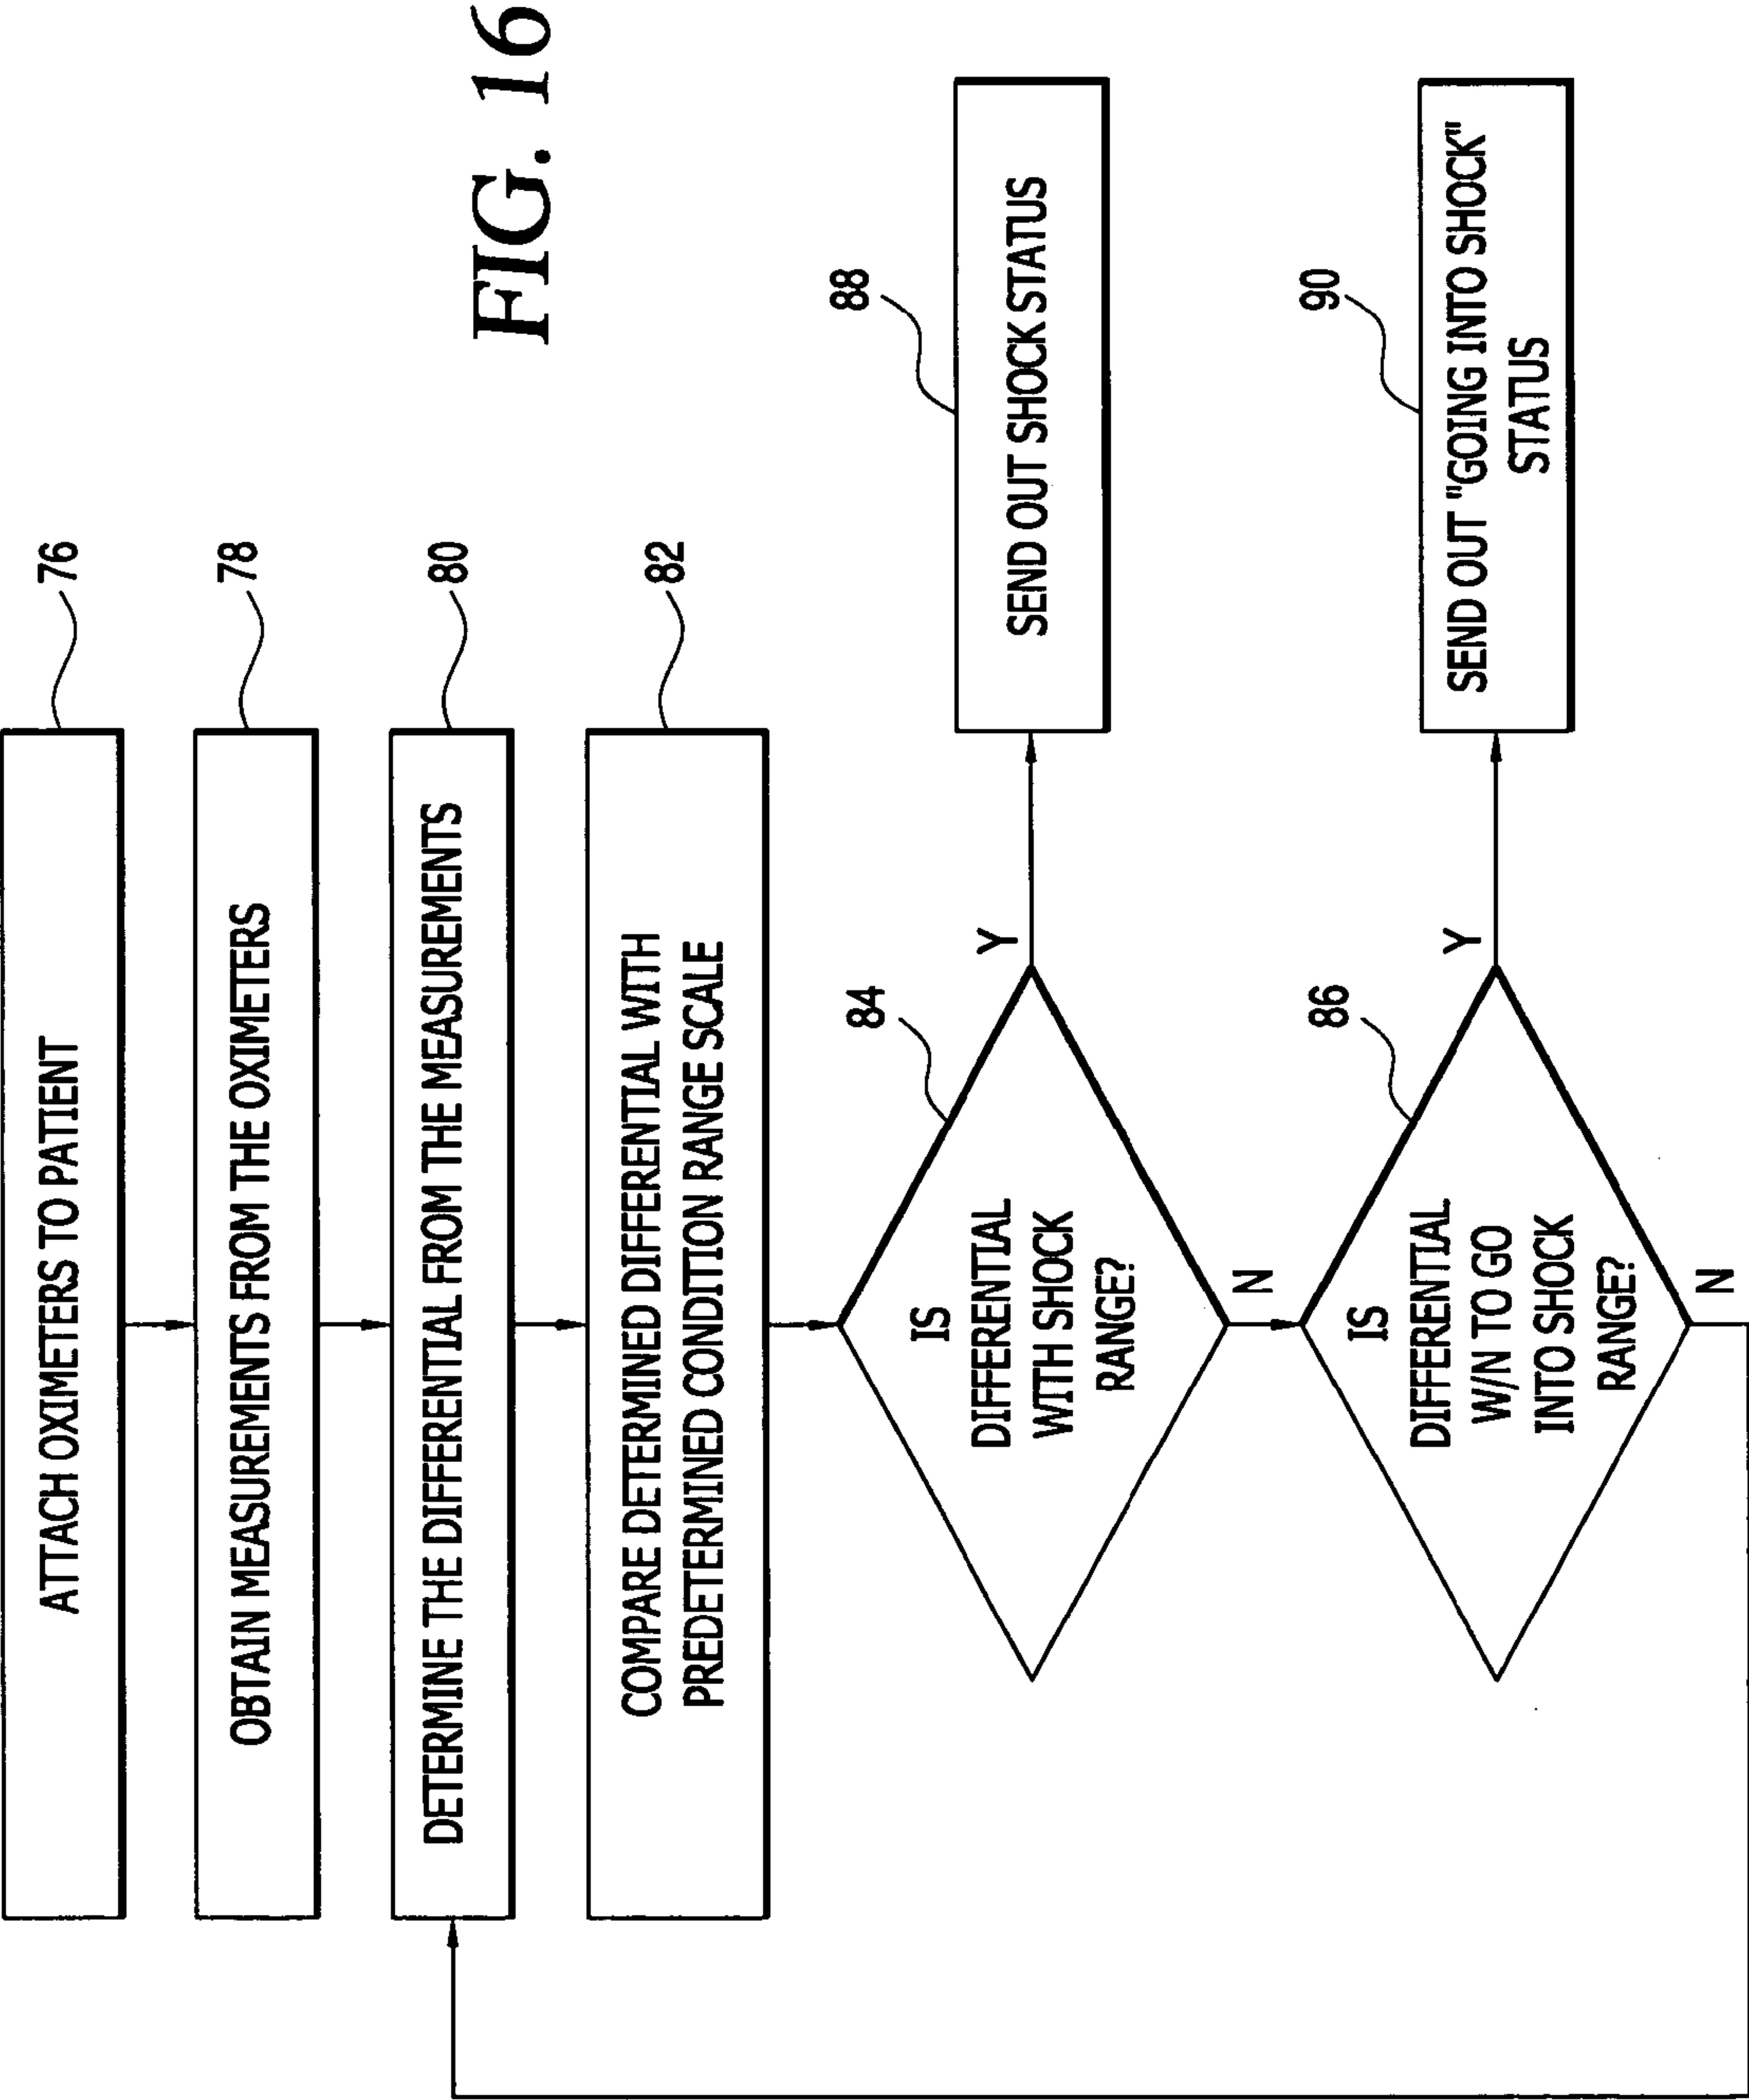 ATTACH OXIMETERS TO PATIENT
76
OBTAIN MEASUREMENTS FROM THE OXIMETERS
78
DETERMINE THE DIFFERENTIAL FROM THE MEASUREMENTS
80
COMPARE DETERMINED DIFFERENTIAL WITH
PREDETERMINED CONDITION RANGE SCALE
82
IS
DIFFERENTIAL
WITH SHOCK
RANGE?
84
Y
N
SEND OUT SHOCK STATUS
88
IS
DIFFERENTIAL
W/N TO GO
INTO SHOCK
RANGE?
86
Y
N
SEND OUT "GOING INTO SHOCK"
STATUS
90
FIG. 16